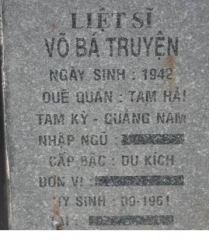 LIỆT SĨ
VÕ BÁ TRUYỆN
NGÀY SINH : 1942
QUÊ QUÁN : TAM HẢI
TAM KỲ - QUẢNG NAM
NHẬP NGŨ :
CẤP BẬC : DU KÍCH
ĐƠN VỊ :
HY SINH : 09-1961
TẠI :